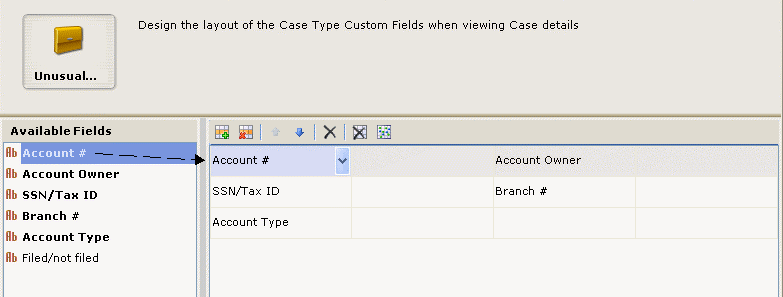 Design the layout of the Case Type Custom Fields when viewing Case details
Unusual...
Available Fields
Ab Account #
Ab Account Owner
Ab SSN/Tax ID
Ab Branch #
Ab Account Type
Ab Filed/not filed
Account # Account Owner
SSN/Tax ID Branch #
Account Type